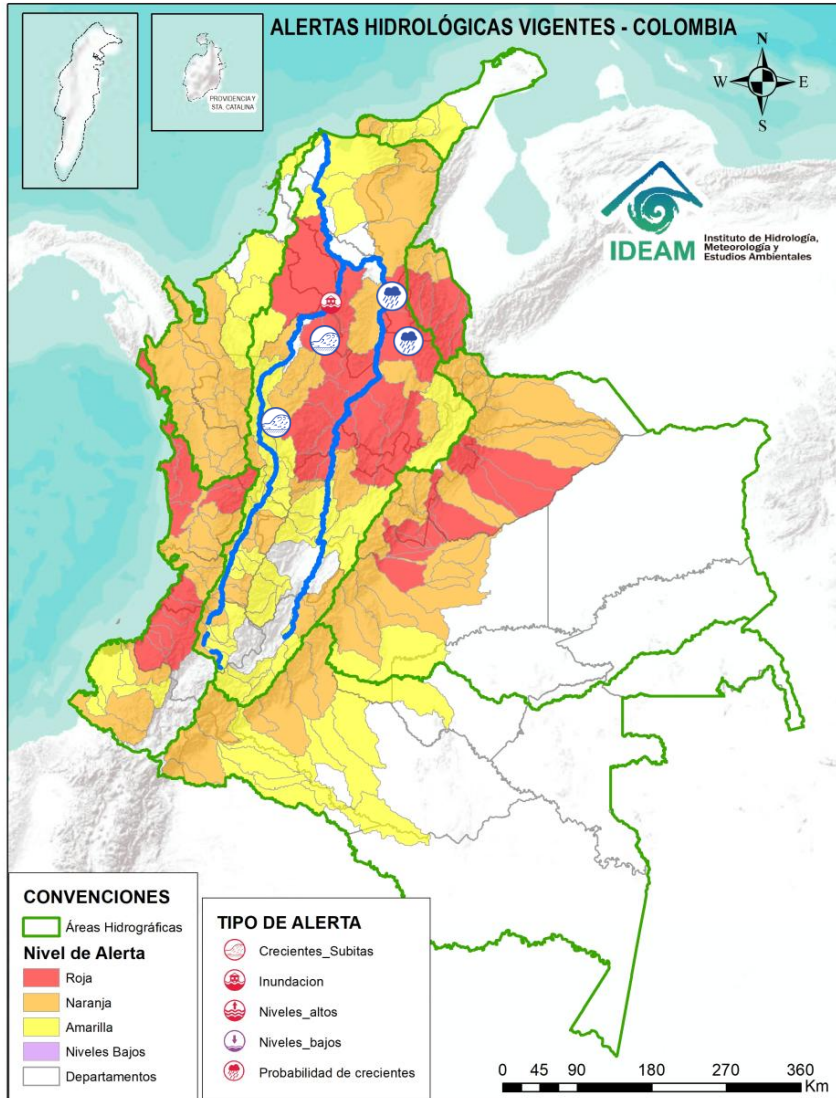 ALERTAS HIDROLÓGICAS VIGENTES - COLOMBIA
PROVIDENCIA Y
STA. CATALINA
N
W
E
S
IDEAM
Instituto de Hidrología,
Meteorología y
Estudios Ambientales
CONVENCIONES
Áreas Hidrográficas
Nivel de Alerta
Roja
Naranja
Amarilla
Niveles Bajos
Departamentos
TIPO DE ALERTA
Crecientes_Subitas
Inundacion
Niveles_altos
Niveles_bajos
Probabilidad de crecientes
0 45 90 180 270 360
Km